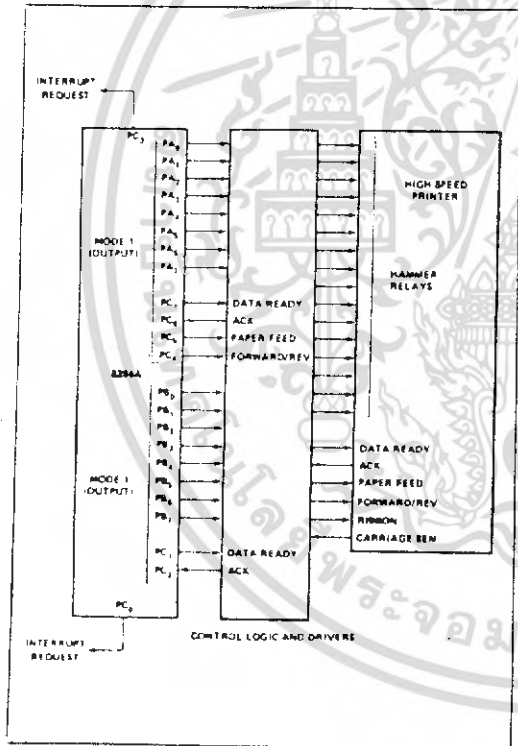 INTERRUPT
REQUEST
PC3
PA0
PA1
PA2
PA3
PA4
PA5
PA6
PA7
MODE 1
(OUTPUT)
PC7
PC6
PC5
PC4
DATA READY
ACK
PAPER FEED
FORWARD/REV
PB0
PB1
PB2
PB3
PB4
PB5
PB6
PB7
MODE 1
(OUTPUT)
PC1
PC2
DATA READY
ACK
PC0
INTERRUPT
REQUEST
CONTROL LOGIC AND DRIVERS
HIGH SPEED
PRINTER
HAMMER
RELAYS
DATA READY
ACK
PAPER FEED
FORWARD/REV
RIBBON
CARRIAGE SEN